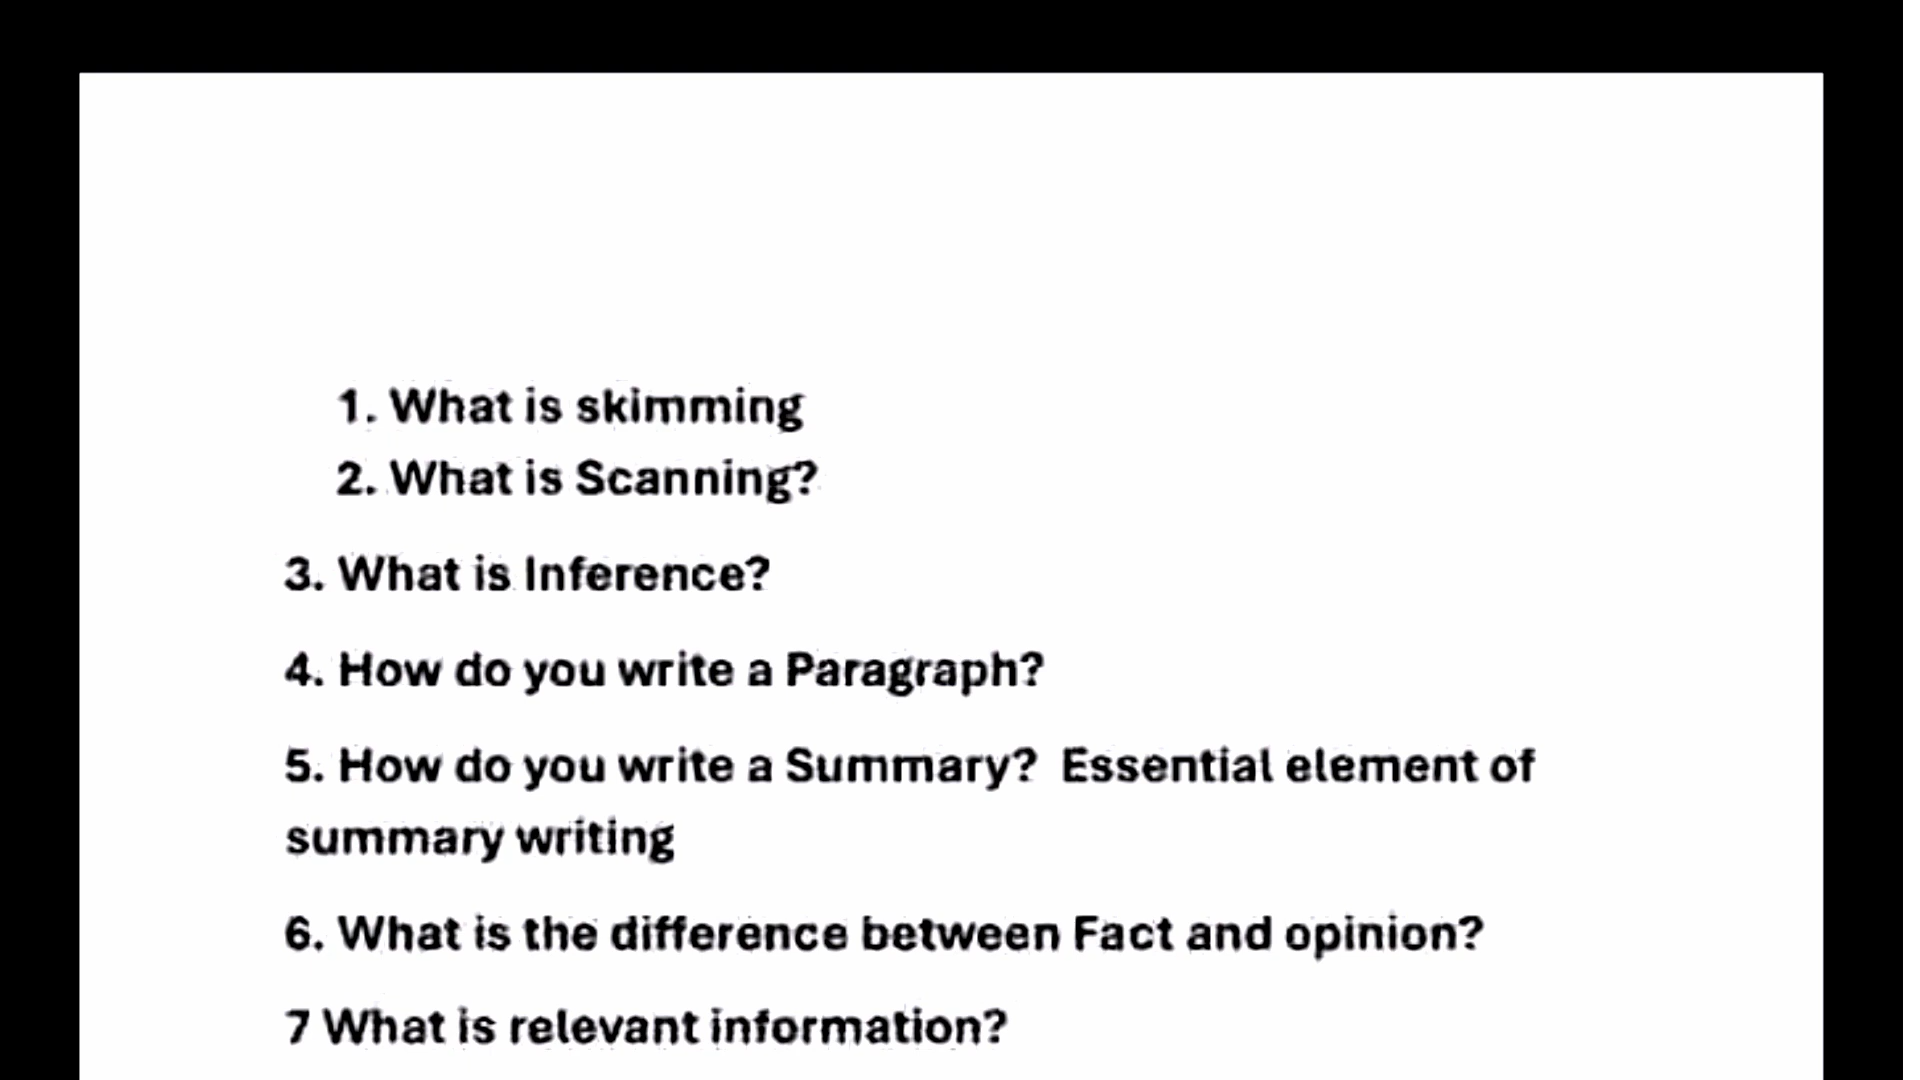 1. What is skimming
2. What is Scanning?
3. What is Inference?
4. How do you write a Paragraph?
5. How do you write a Summary? Essential element of
summary writing
6. What is the difference between Fact and opinion?
7 What is relevant information?